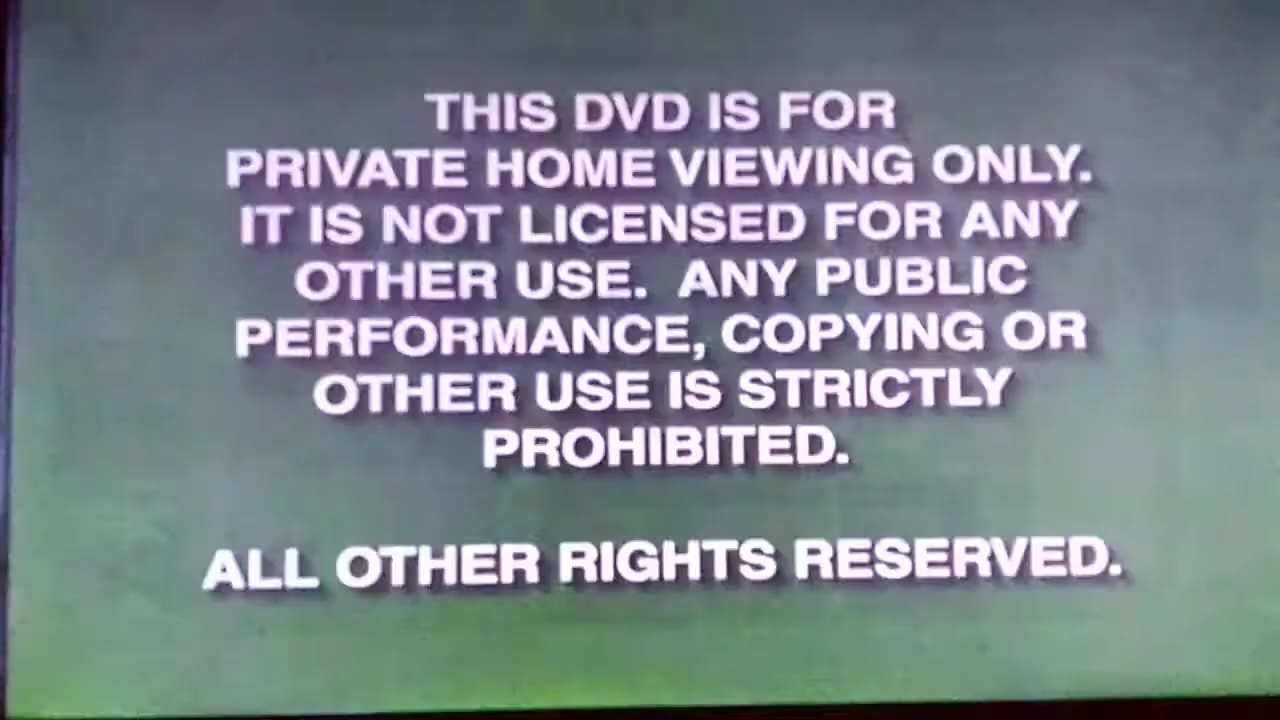 THIS DVD IS FOR
PRIVATE HOME VIEWING ONLY.
IT IS NOT LICENSED FOR ANY
OTHER USE.  ANY PUBLIC
PERFORMANCE, COPYING OR
OTHER USE IS STRICTLY
PROHIBITED.
ALL OTHER RIGHTS RESERVED.